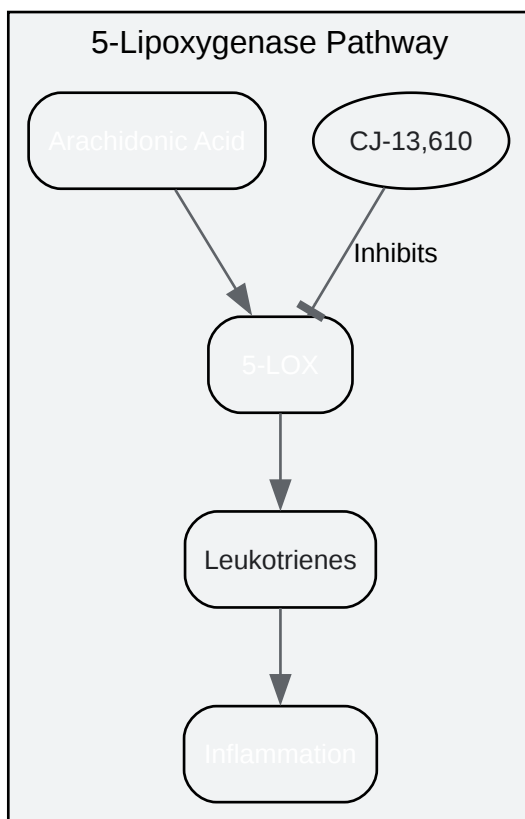 5-Lipoxygenase Pathway
Arachidonic Acid
CJ-13,610
Inhibits
5-LOX
Leukotrienes
Inflammation